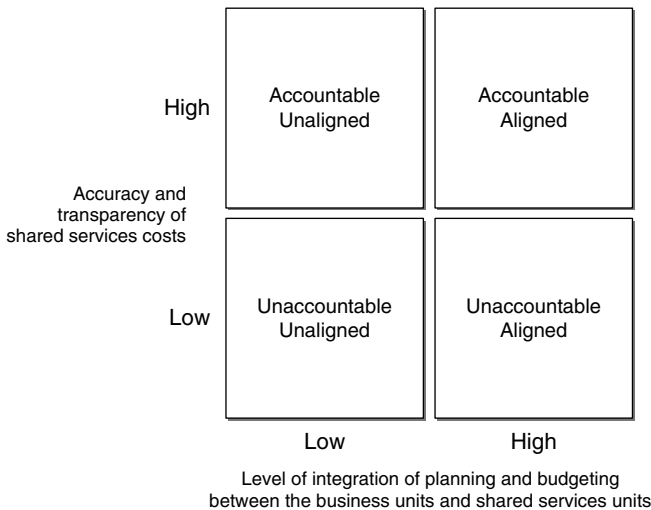 Accountable
Unaligned
Accountable
Aligned
High
Accuracy and
transparency of
shared services costs
Unaccountable
Unaligned
Unaccountable
Aligned
Low
Low
High
Level of integration of planning and budgeting
between the business units and shared services units